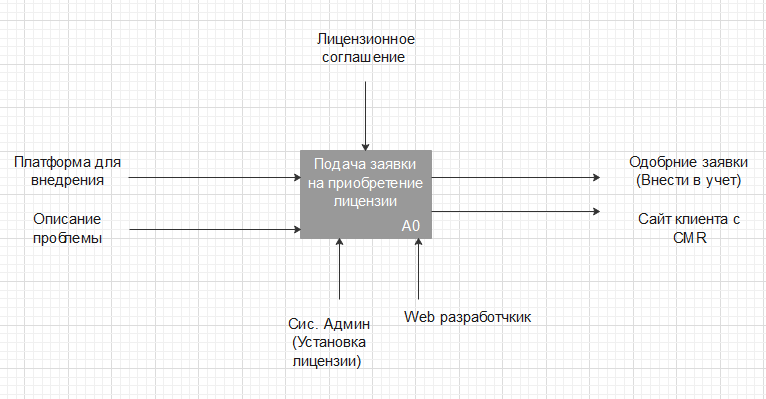 Лицензионное
соглашение
Платформа для
внедрения
Описание
проблемы
Подача заявки
на приобретение
лицензии
A0
Одобрние заявки
(Внести в учет)
Сайт клиента с
CMR
Сис. Админ
(Установка
лицензии)
Web разработчкик